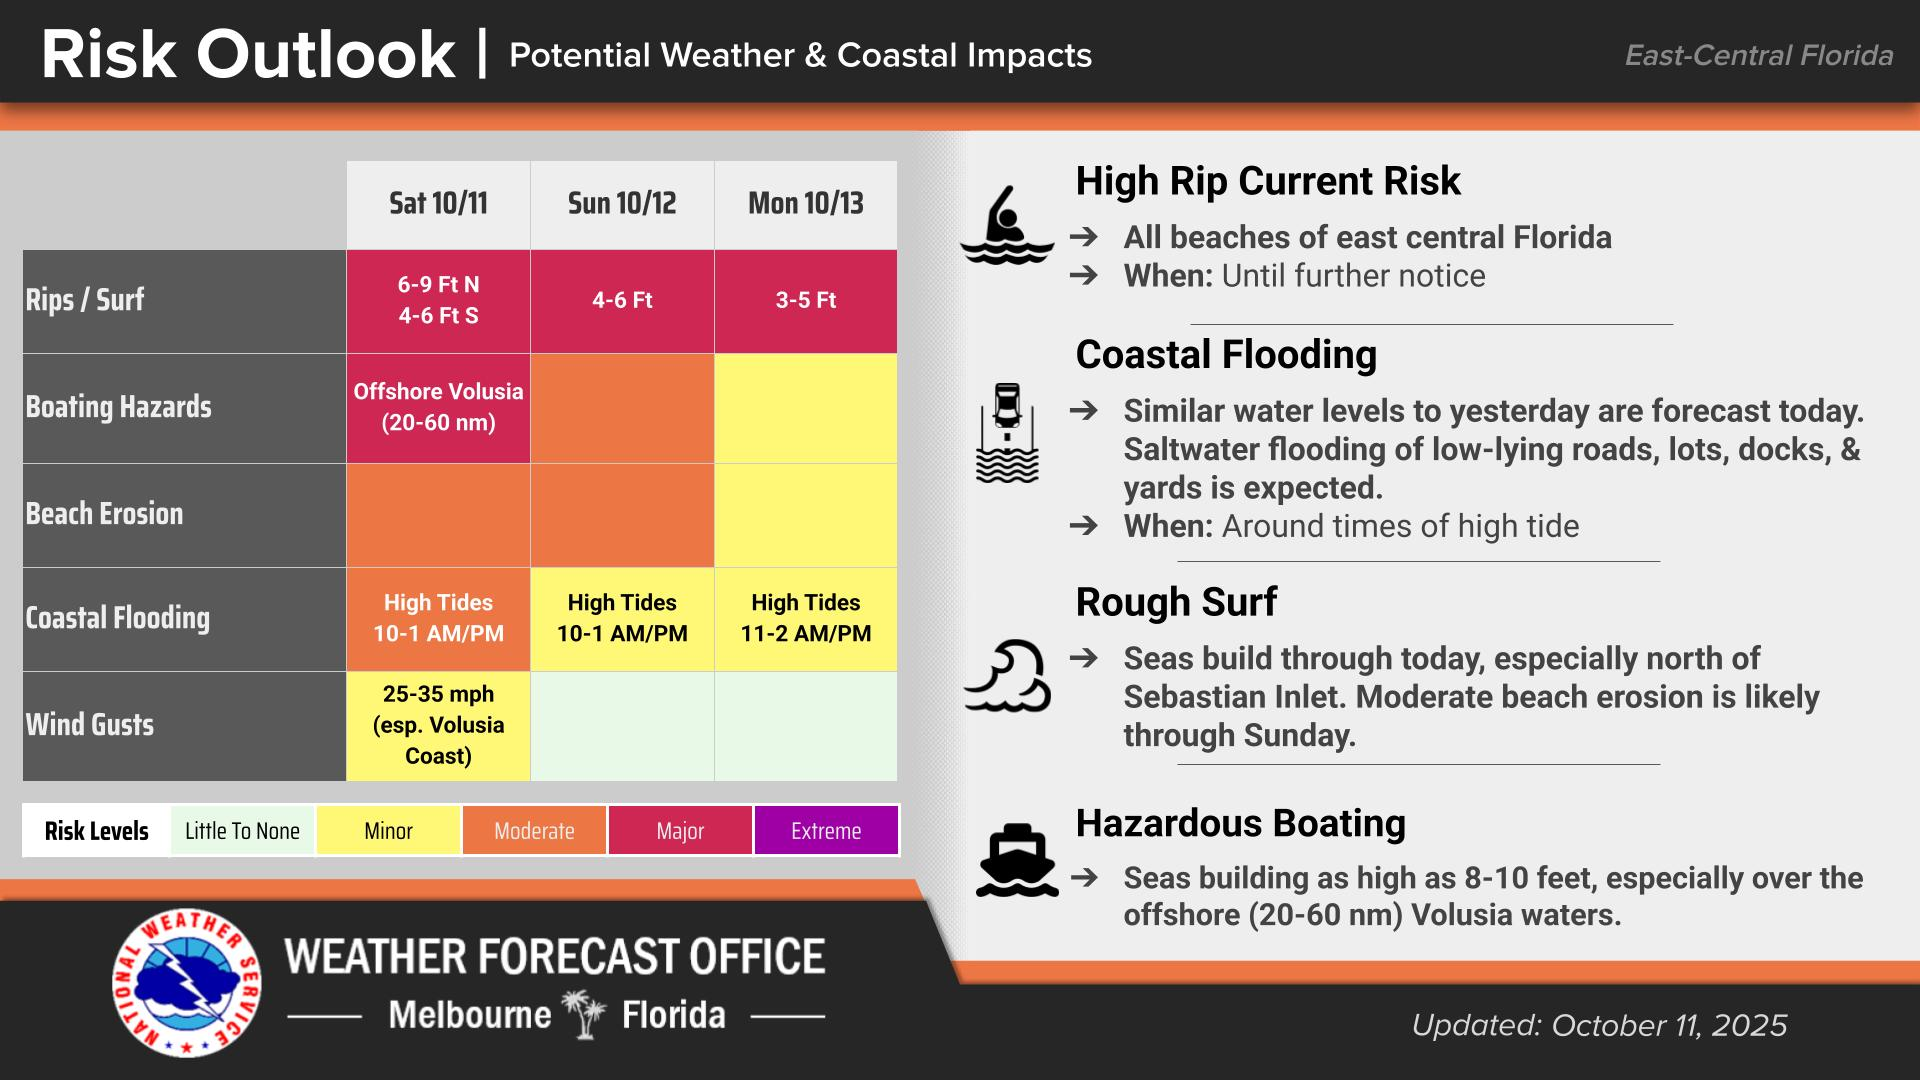 Risk Outlook | Potential Weather & Coastal Impacts
East-Central Florida
Sat 10/11 Sun 10/12 Mon 10/13
Rips / Surf
6-9 Ft N
4-6 Ft S
4-6 Ft
3-5 Ft
Boating Hazards
Offshore Volusia
(20-60 nm)
Beach Erosion
Coastal Flooding
High Tides
10-1 AM/PM
High Tides
10-1 AM/PM
High Tides
11-2 AM/PM
Wind Gusts
25-35 mph
(esp. Volusia
Coast)
Risk Levels Little To None Minor Moderate Major Extreme
High Rip Current Risk
➔ All beaches of east central Florida
➔ When: Until further notice
Coastal Flooding
➔ Similar water levels to yesterday are forecast today.
Saltwater flooding of low-lying roads, lots, docks, &
yards is expected.
➔ When: Around times of high tide
Rough Surf
➔ Seas build through today, especially north of
Sebastian Inlet. Moderate beach erosion is likely
through Sunday.
Hazardous Boating
➔ Seas building as high as 8-10 feet, especially over the
offshore (20-60 nm) Volusia waters.
NATIONAL WEATHER SERVICE
WEATHER FORECAST OFFICE
Melbourne Florida
Updated: October 11, 2025